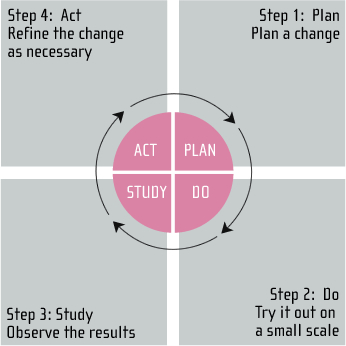 Step 4: Act
Refine the change
as necessary
Step 1: Plan
Plan a change
ACT
PLAN
STUDY
DO
Step 3: Study
Observe the results
Step 2: Do
Try it out on
a small scale